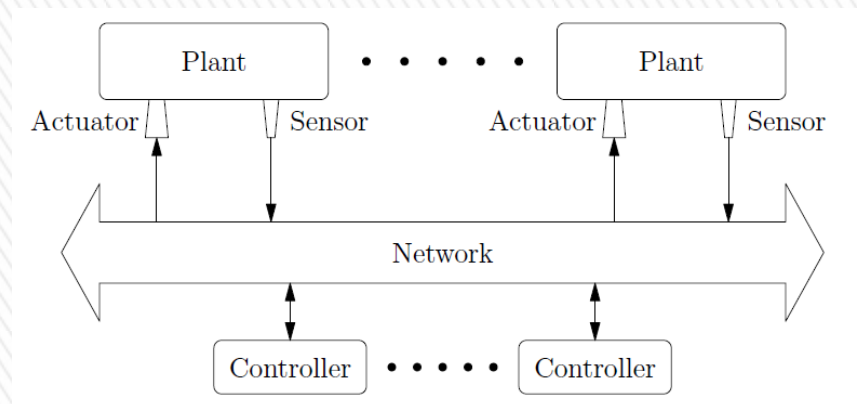 Plant
Plant
Actuator
Sensor
Actuator
Sensor
Network
Controller
Controller